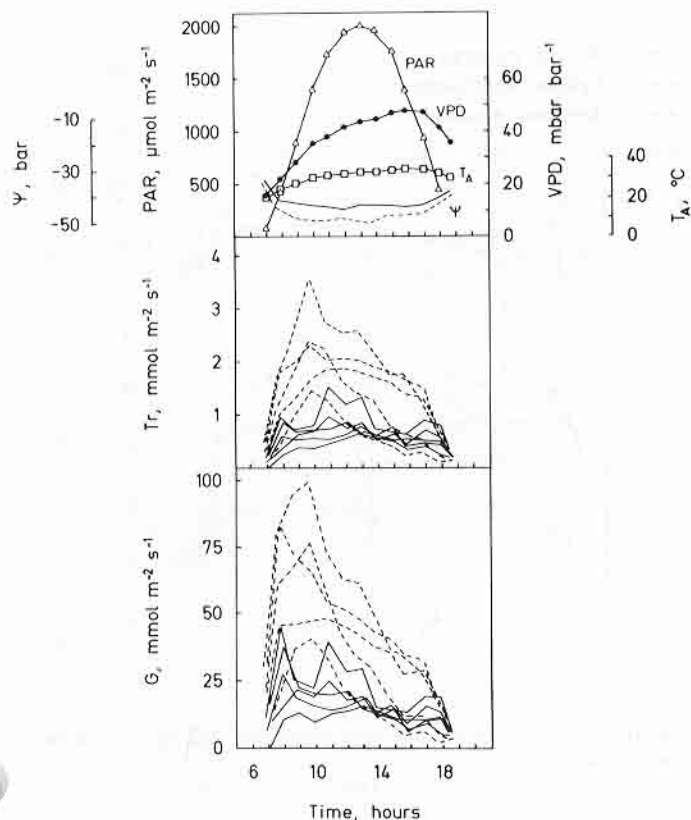 2000
1500
1000
500
PAR, μmol m⁻² s⁻¹
-10
-30
-50
Ψ, bar
PAR
VPD
T_A
Ψ
60
40
20
0
VPD, mbar bar⁻¹
40
20
0
T_A, °C
4
3
2
1
Tr, mmol m⁻² s⁻¹
100
75
50
25
0
G, mmol m⁻² s⁻¹
6 10 14 18
Time, hours